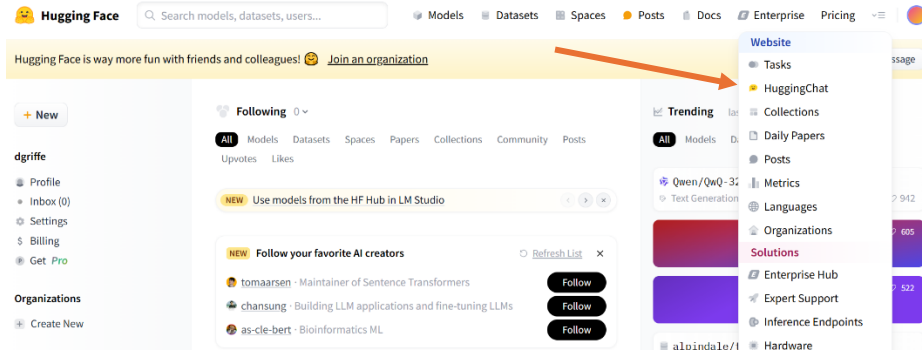 Hugging Face
Search models, datasets, users...
Models
Datasets
Spaces
Posts
Docs
Enterprise
Pricing
Hugging Face is way more fun with friends and colleagues! 🤗 Join an organization
+ New
dgriffe
Profile
Inbox (0)
Settings
$ Billing
Get Pro
Organizations
+ Create New
Following 0
All Models Datasets Spaces Papers Collections Community Posts
Upvotes Likes
NEW Use models from the HF Hub in LM Studio
NEW Follow your favorite AI creators
Refresh List
tomaarsen · Maintainer of Sentence Transformers
Follow
chansung · Building LLM applications and fine-tuning LLMs
Follow
as-cle-bert · Bioinformatics ML
Follow
Trending
All Models
Qwen/QwQ-32
Text Generation
942
605
522
Website
Tasks
HuggingChat
Collections
Daily Papers
Posts
Metrics
Languages
Organizations
Solutions
Enterprise Hub
Expert Support
Inference Endpoints
Hardware